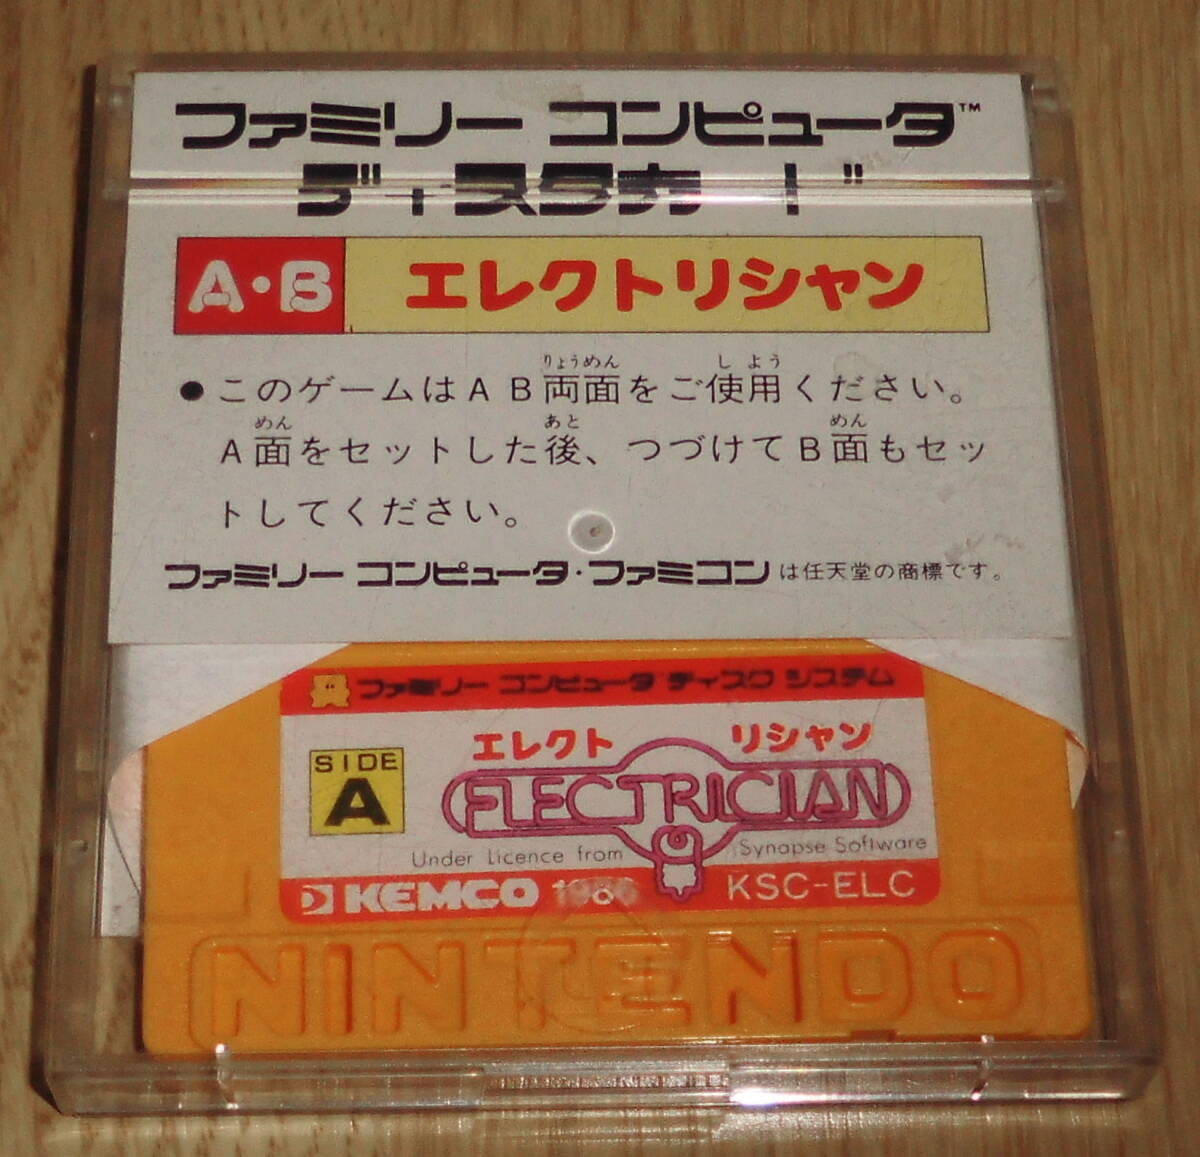 ファミリー コンピュータ™
ディスクカード
A・B エレクトリシャン
りょうめん しよう
●このゲームはAB両面をご使用ください。
めん あと めん
A面をセットした後、つづけてB面もセッ
トしてください。
ファミリー コンピュータ・ファミコンは任天堂の商標です。
ファミリー コンピュータ ディスク システム
エレクトリシャン
SIDE
A
ELECTRICIAN
Under Licence from Synapse Software
KEMCO 1986 KSC-ELC
NINTENDO